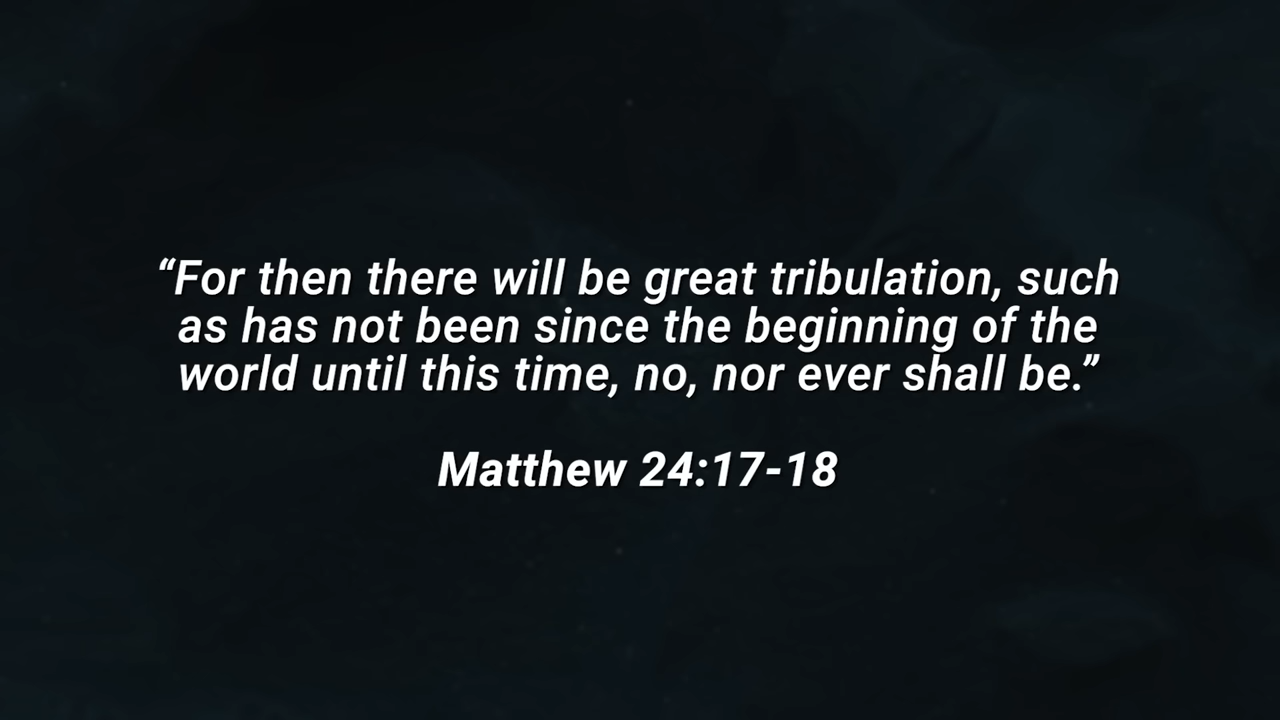 “For then there will be great tribulation, such
as has not been since the beginning of the
world until this time, no, nor ever shall be.”
Matthew 24:17-18